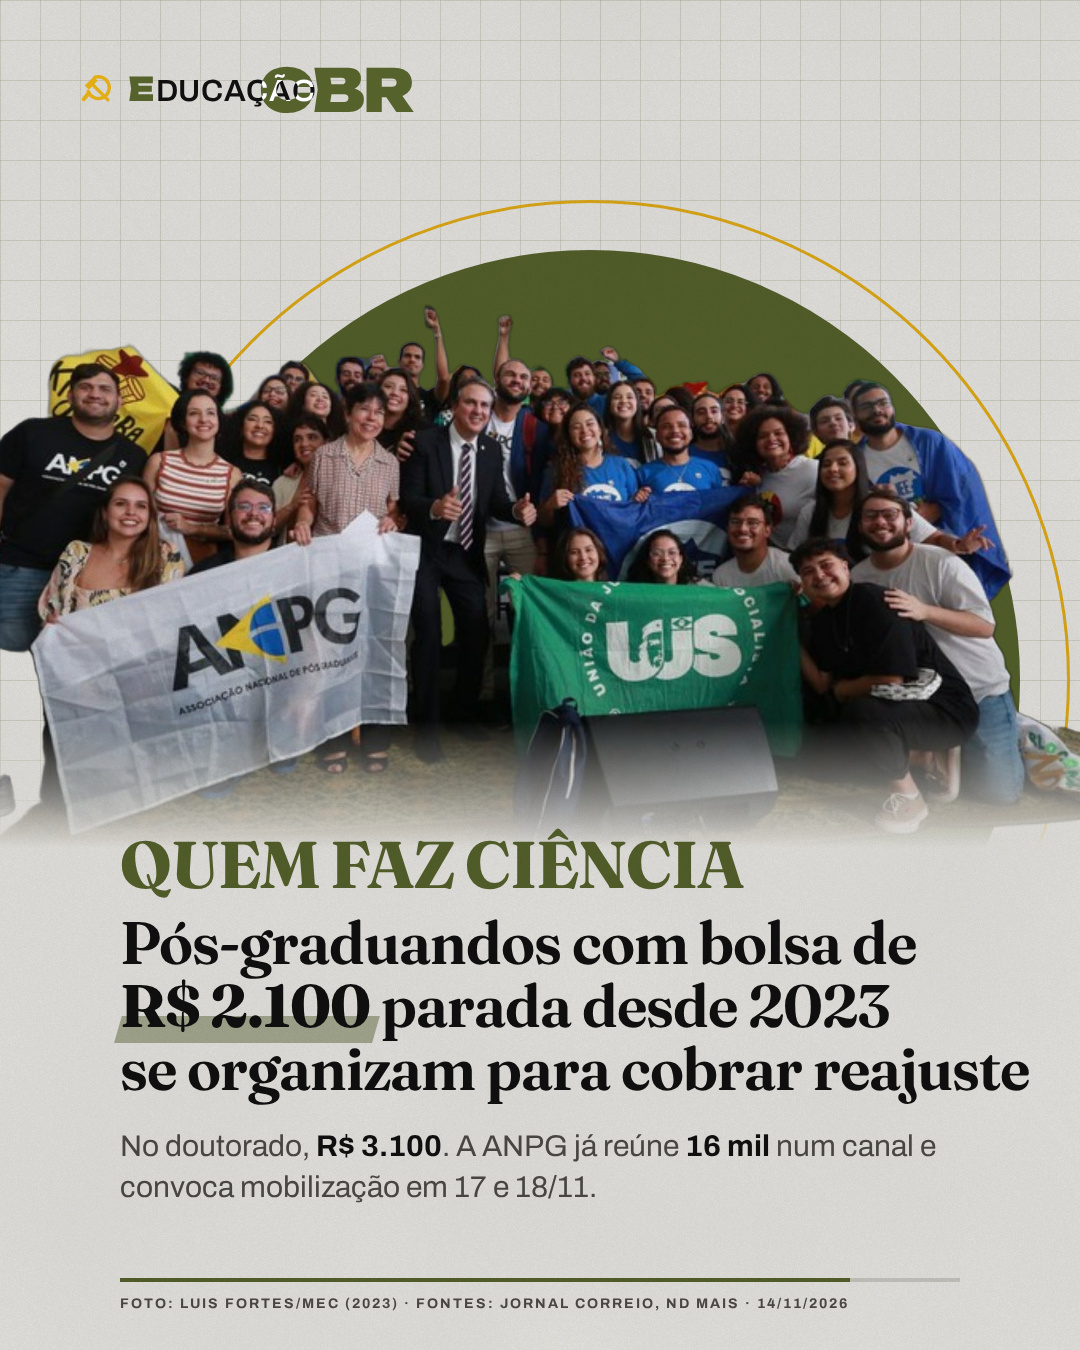 EDUCAÇÃO BR
ANPG
ANPG
ASSOCIAÇÃO NACIONAL DE PÓS-GRADUANDOS
UNIÃO DA J
SOCIALIS
UJS
QUEM FAZ CIÊNCIA
Pós-graduandos com bolsa de
R$ 2.100 parada desde 2023
se organizam para cobrar reajuste
No doutorado, R$ 3.100. A ANPG já reúne 16 mil num canal e
convoca mobilização em 17 e 18/11.
FOTO: LUIS FORTES/MEC (2023) · FONTES: JORNAL CORREIO, ND MAIS · 14/11/2026